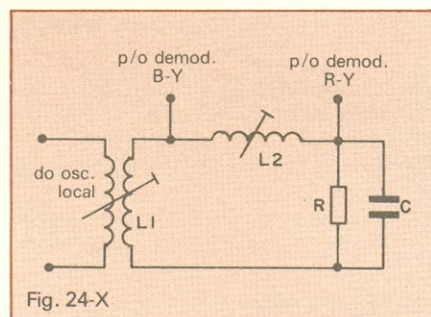 p/o demod.
B-Y
p/o demod.
R-Y
L2
do osc.
local
L1
R
C
Fig. 24-X